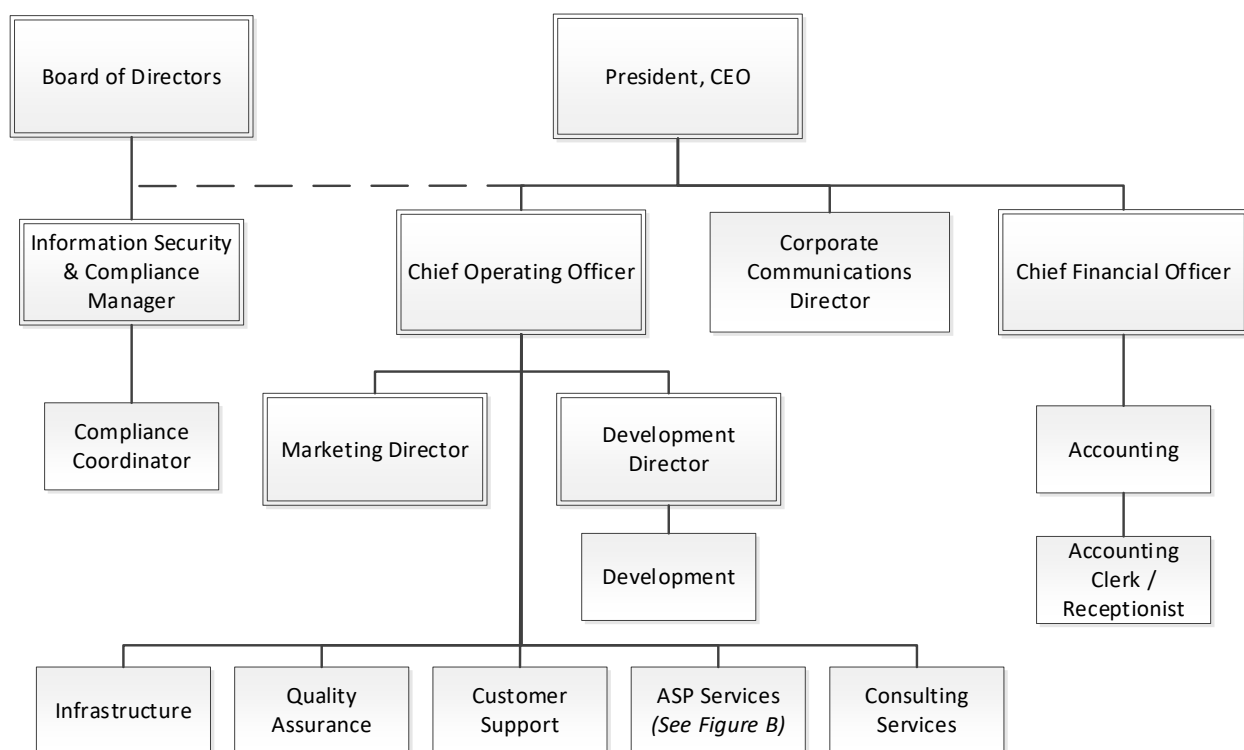 Board of Directors
President, CEO
Information Security
& Compliance
Manager
Chief Operating Officer
Corporate
Communications
Director
Chief Financial Officer
Compliance
Coordinator
Marketing Director
Development
Director
Accounting
Development
Accounting
Clerk /
Receptionist
Infrastructure
Quality
Assurance
Customer
Support
ASP Services
(See Figure B)
Consulting
Services